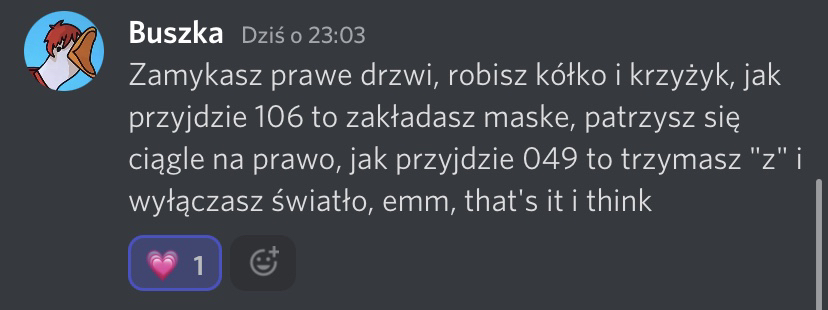 Buszka Dziś o 23:03
Zamykasz prawe drzwi, robisz kółko i krzyżyk, jak
przyjdzie 106 to zakładasz maske, patrzysz się
ciągle na prawo, jak przyjdzie 049 to trzymasz "z" i
wyłączasz światło, emm, that's it i think
1